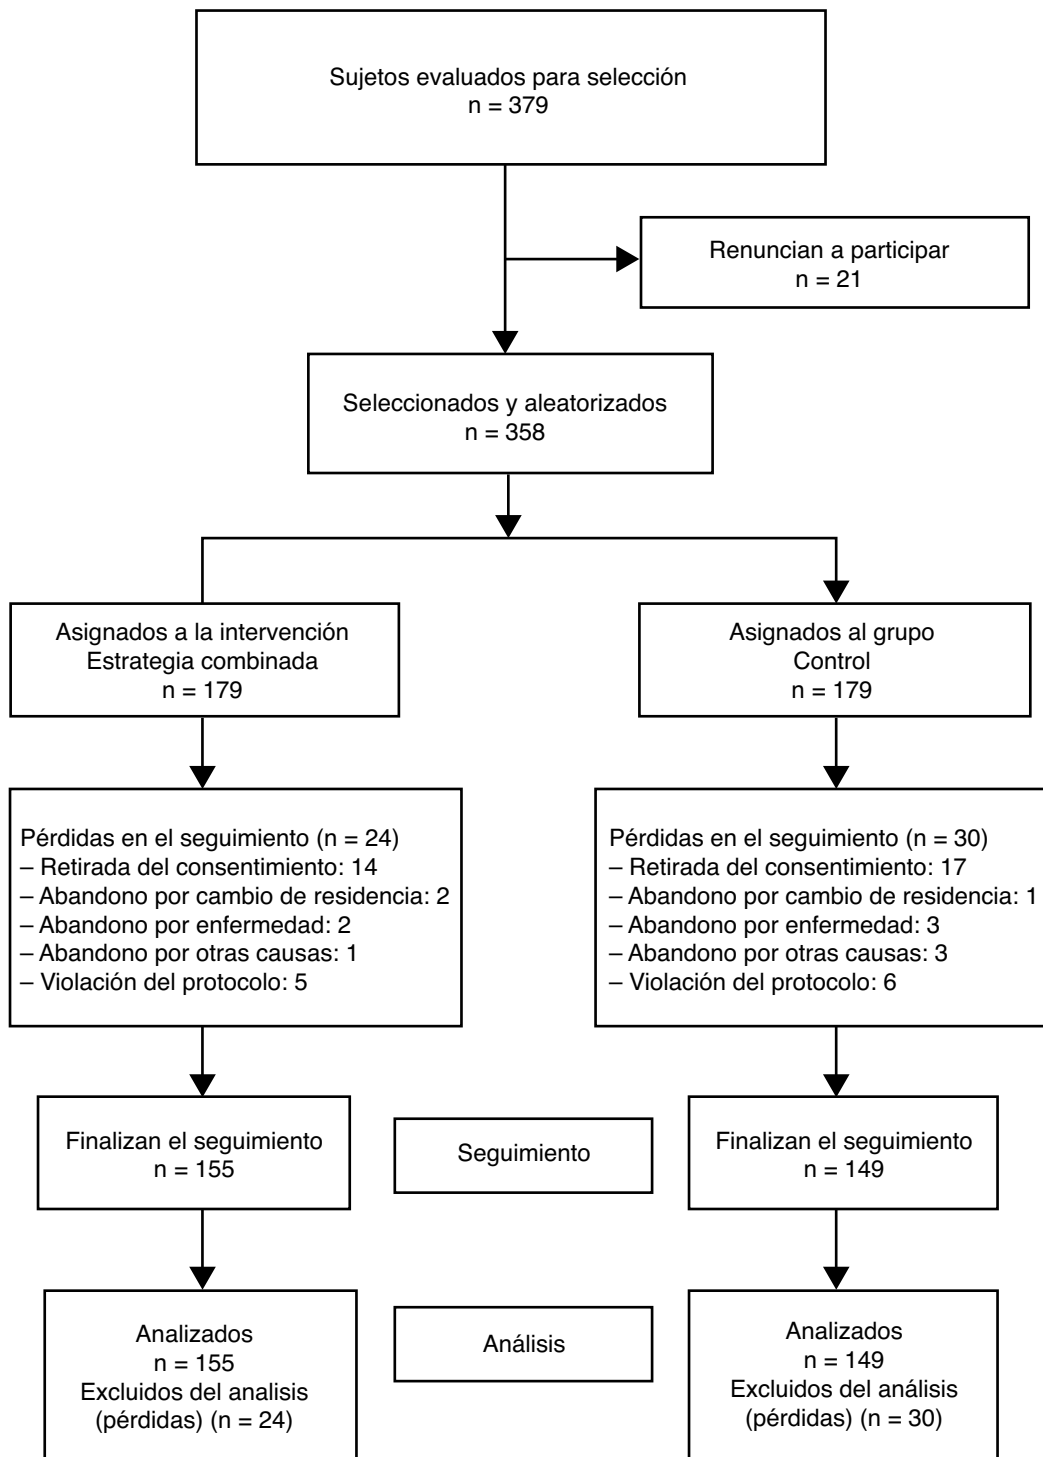 Sujetos evaluados para selección
n = 379
Renuncian a participar
n = 21
Seleccionados y aleatorizados
n = 358
Asignados a la intervención
Estrategia combinada
n = 179
Asignados al grupo
Control
n = 179
Pérdidas en el seguimiento (n = 24)
– Retirada del consentimiento: 14
– Abandono por cambio de residencia: 2
– Abandono por enfermedad: 2
– Abandono por otras causas: 1
– Violación del protocolo: 5
Pérdidas en el seguimiento (n = 30)
– Retirada del consentimiento: 17
– Abandono por cambio de residencia: 1
– Abandono por enfermedad: 3
– Abandono por otras causas: 3
– Violación del protocolo: 6
Finalizan el seguimiento
n = 155
Seguimiento
Finalizan el seguimiento
n = 149
Analizados
n = 155
Excluidos del analisis
(pérdidas) (n = 24)
Análisis
Analizados
n = 149
Excluidos del análisis
(pérdidas) (n = 30)